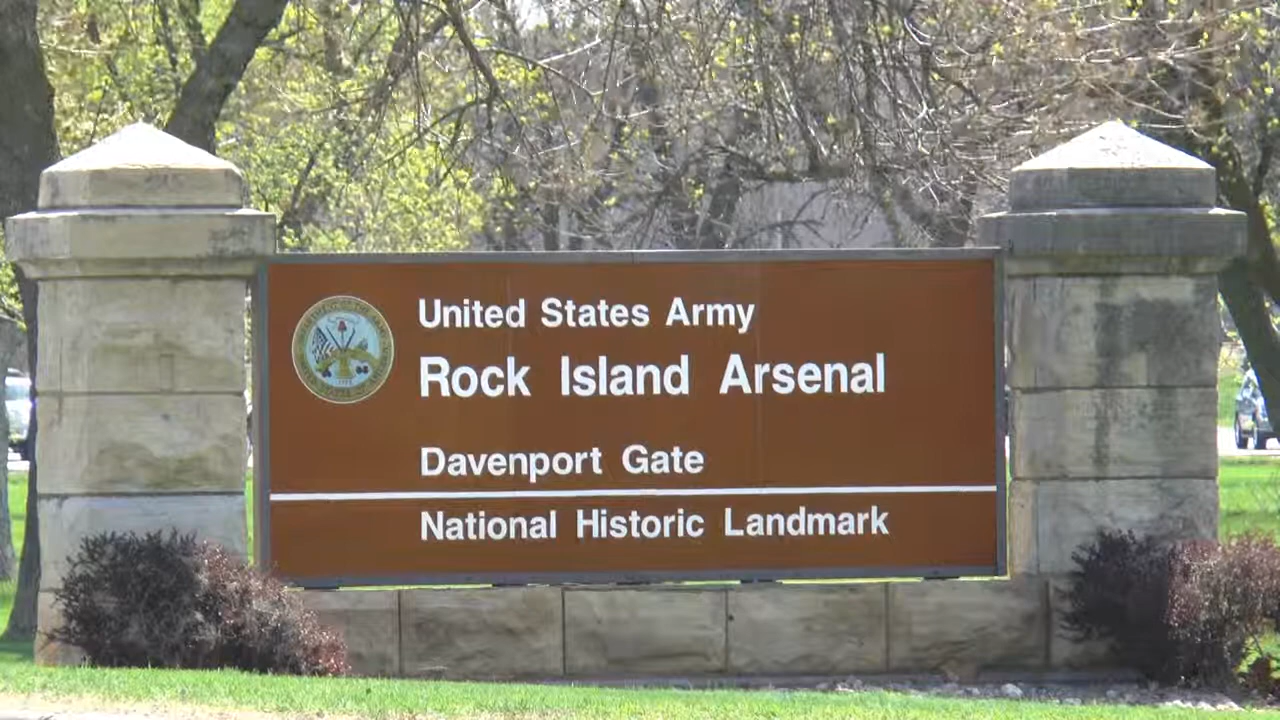 United States Army
Rock Island Arsenal
Davenport Gate
National Historic Landmark